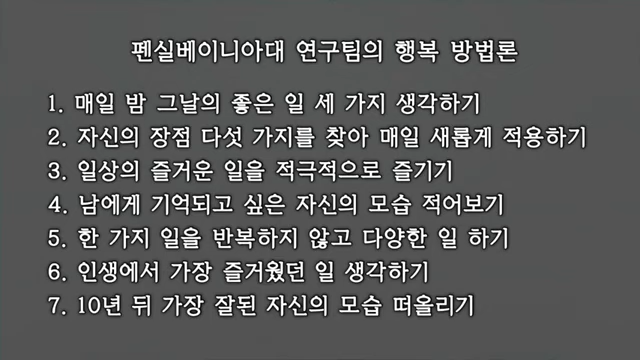 펜실베이니아대 연구팀의 행복 방법론
1. 매일 밤 그날의 좋은 일 세 가지 생각하기
2. 자신의 장점 다섯 가지를 찾아 매일 새롭게 적용하기
3. 일상의 즐거운 일을 적극적으로 즐기기
4. 남에게 기억되고 싶은 자신의 모습 적어보기
5. 한 가지 일을 반복하지 않고 다양한 일 하기
6. 인생에서 가장 즐거웠던 일 생각하기
7. 10년 뒤 가장 잘된 자신의 모습 떠올리기